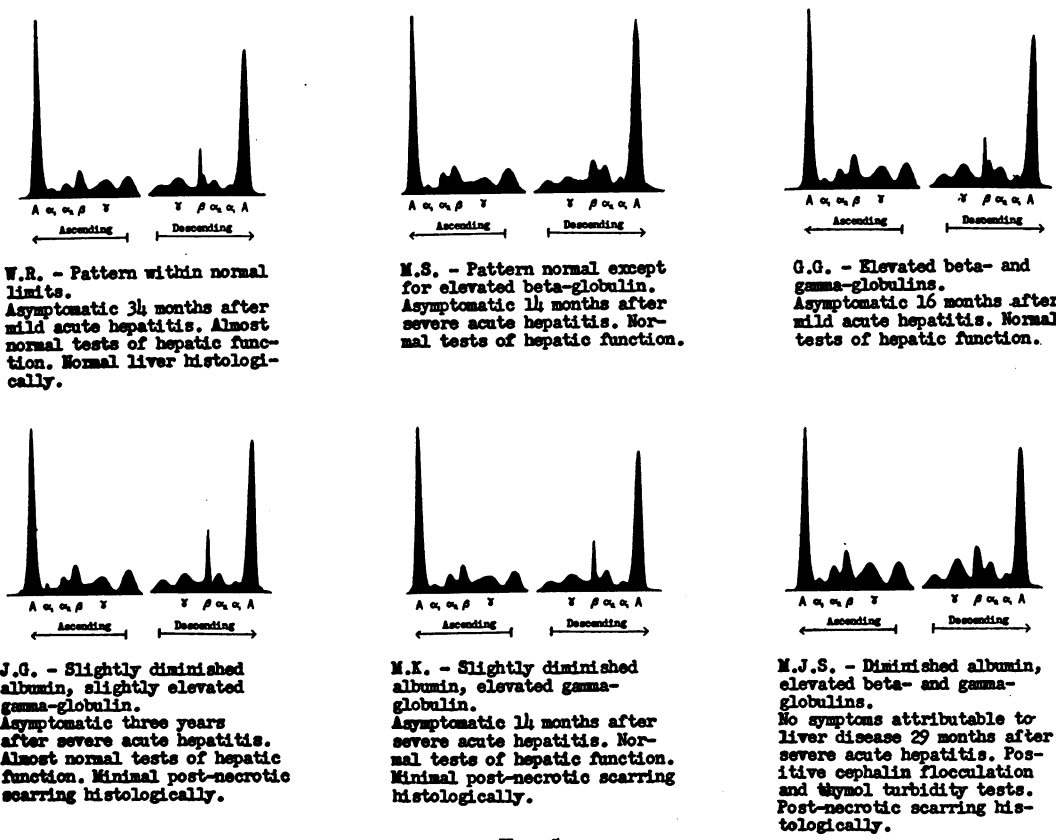 A α₁ α₂ β γ
γ β α₂ α₁ A
Ascending
Descending
W.R. - Pattern within normal
limits.
Asymptomatic 34 months after
mild acute hepatitis. Almost
normal tests of hepatic func-
tion. Normal liver histologi-
cally.
A α₁ α₂ β γ
γ β α₂ α₁ A
Ascending
Descending
M.S. - Pattern normal except
for elevated beta-globulin.
Asymptomatic 14 months after
severe acute hepatitis. Nor-
mal tests of hepatic function.
A α₁ α₂ β γ
γ β α₂ α₁ A
Ascending
Descending
G.G. - Elevated beta- and
gamma-globulins.
Asymptomatic 16 months after
mild acute hepatitis. Normal
tests of hepatic function.
A α₁ α₂ β γ
γ β α₂ α₁ A
Ascending
Descending
J.G. - Slightly diminished
albumin, slightly elevated
gamma-globulin.
Asymptomatic three years
after severe acute hepatitis.
Almost normal tests of hepatic
function. Minimal post-necrotic
scarring histologically.
A α₁ α₂ β γ
γ β α₂ α₁ A
Ascending
Descending
M.K. - Slightly diminished
albumin, elevated gamma-
globulin.
Asymptomatic 14 months after
severe acute hepatitis. Nor-
mal tests of hepatic function.
Minimal post-necrotic scarring
histologically.
A α₁ α₂ β γ
γ β α₂ α₁ A
Ascending
Descending
M.J.S. - Diminished albumin,
elevated beta- and gamma-
globulins.
No symptoms attributable to
liver disease 29 months after
severe acute hepatitis. Pos-
itive cephalin flocculation
and thymol turbidity tests.
Post-necrotic scarring his-
tologically.